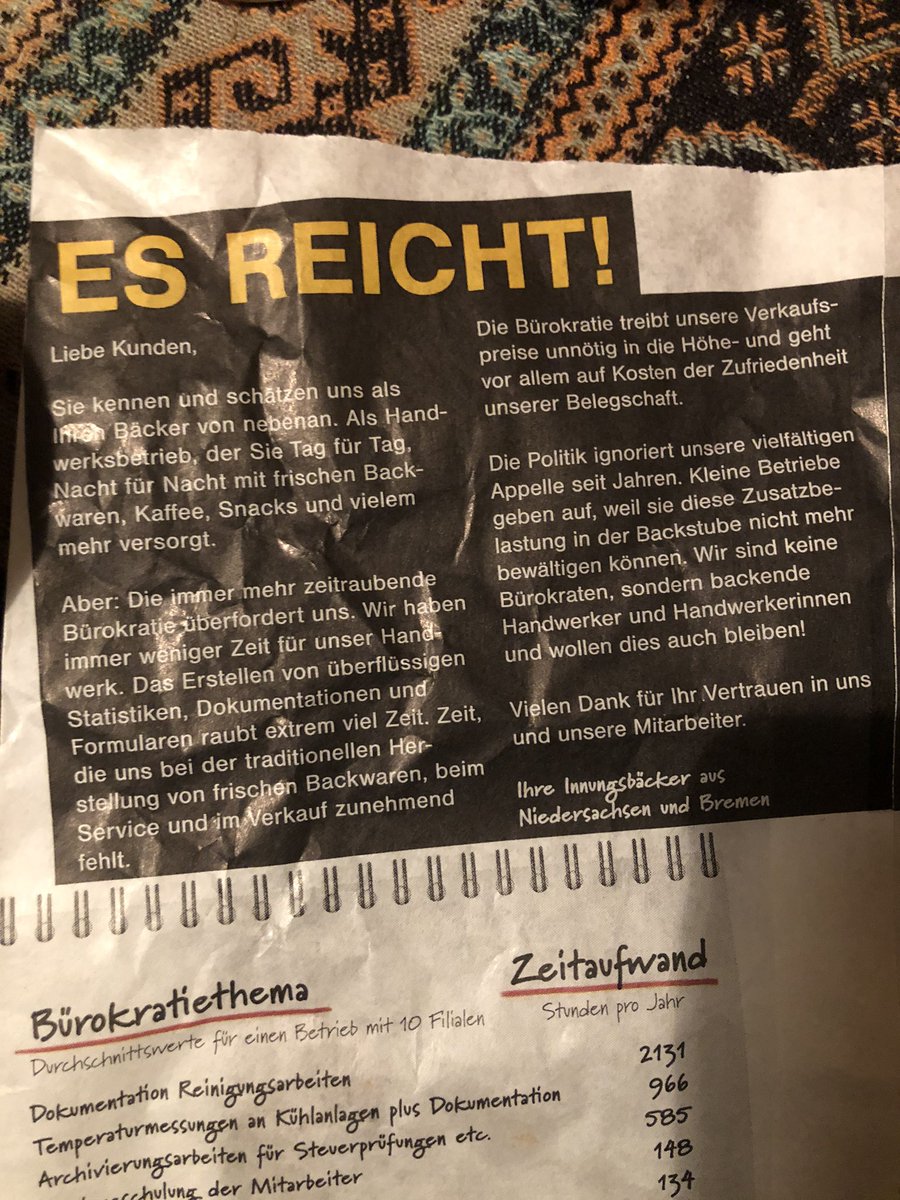 ES REICHT!
Liebe Kunden,
Sie kennen und schätzen uns als
Ihren Bäcker von nebenan. Als Hand-
werksbetrieb, der Sie Tag für Tag,
Nacht für Nacht mit frischen Back-
waren, Kaffee, Snacks und vielem
mehr versorgt.
Aber: Die immer mehr zeitraubende
Bürokratie überfordert uns. Wir haben
immer weniger Zeit für unser Hand-
werk. Das Erstellen von überflüssigen
Statistiken, Dokumentationen und
Formularen raubt extrem viel Zeit. Zeit,
die uns bei der traditionellen Her-
stellung von frischen Backwaren, beim
Service und im Verkauf zunehmend
fehlt.
Die Bürokratie treibt unsere Verkaufs-
preise unnötig in die Höhe- und geht
vor allem auf Kosten der Zufriedenheit
unserer Belegschaft.
Die Politik ignoriert unsere vielfältigen
Appelle seit Jahren. Kleine Betriebe
geben auf, weil sie diese Zusatzbe-
lastung in der Backstube nicht mehr
bewältigen können. Wir sind keine
Bürokraten, sondern backende
Handwerker und Handwerkerinnen
und wollen dies auch bleiben!
Vielen Dank für Ihr Vertrauen in uns
und unsere Mitarbeiter.
Ihre Innungsbäcker aus
Niedersachsen und Bremen
Bürokratiethema Zeitaufwand
Durchschnittswerte für einen Betrieb mit 10 Filialen Stunden pro Jahr
Dokumentation Reinigungsarbeiten 2131
Temperaturmessungen an Kühlanlagen plus Dokumentation 966
Archivierungsarbeiten für Steuerprüfungen etc. 585
der Mitarbeiter 148
134